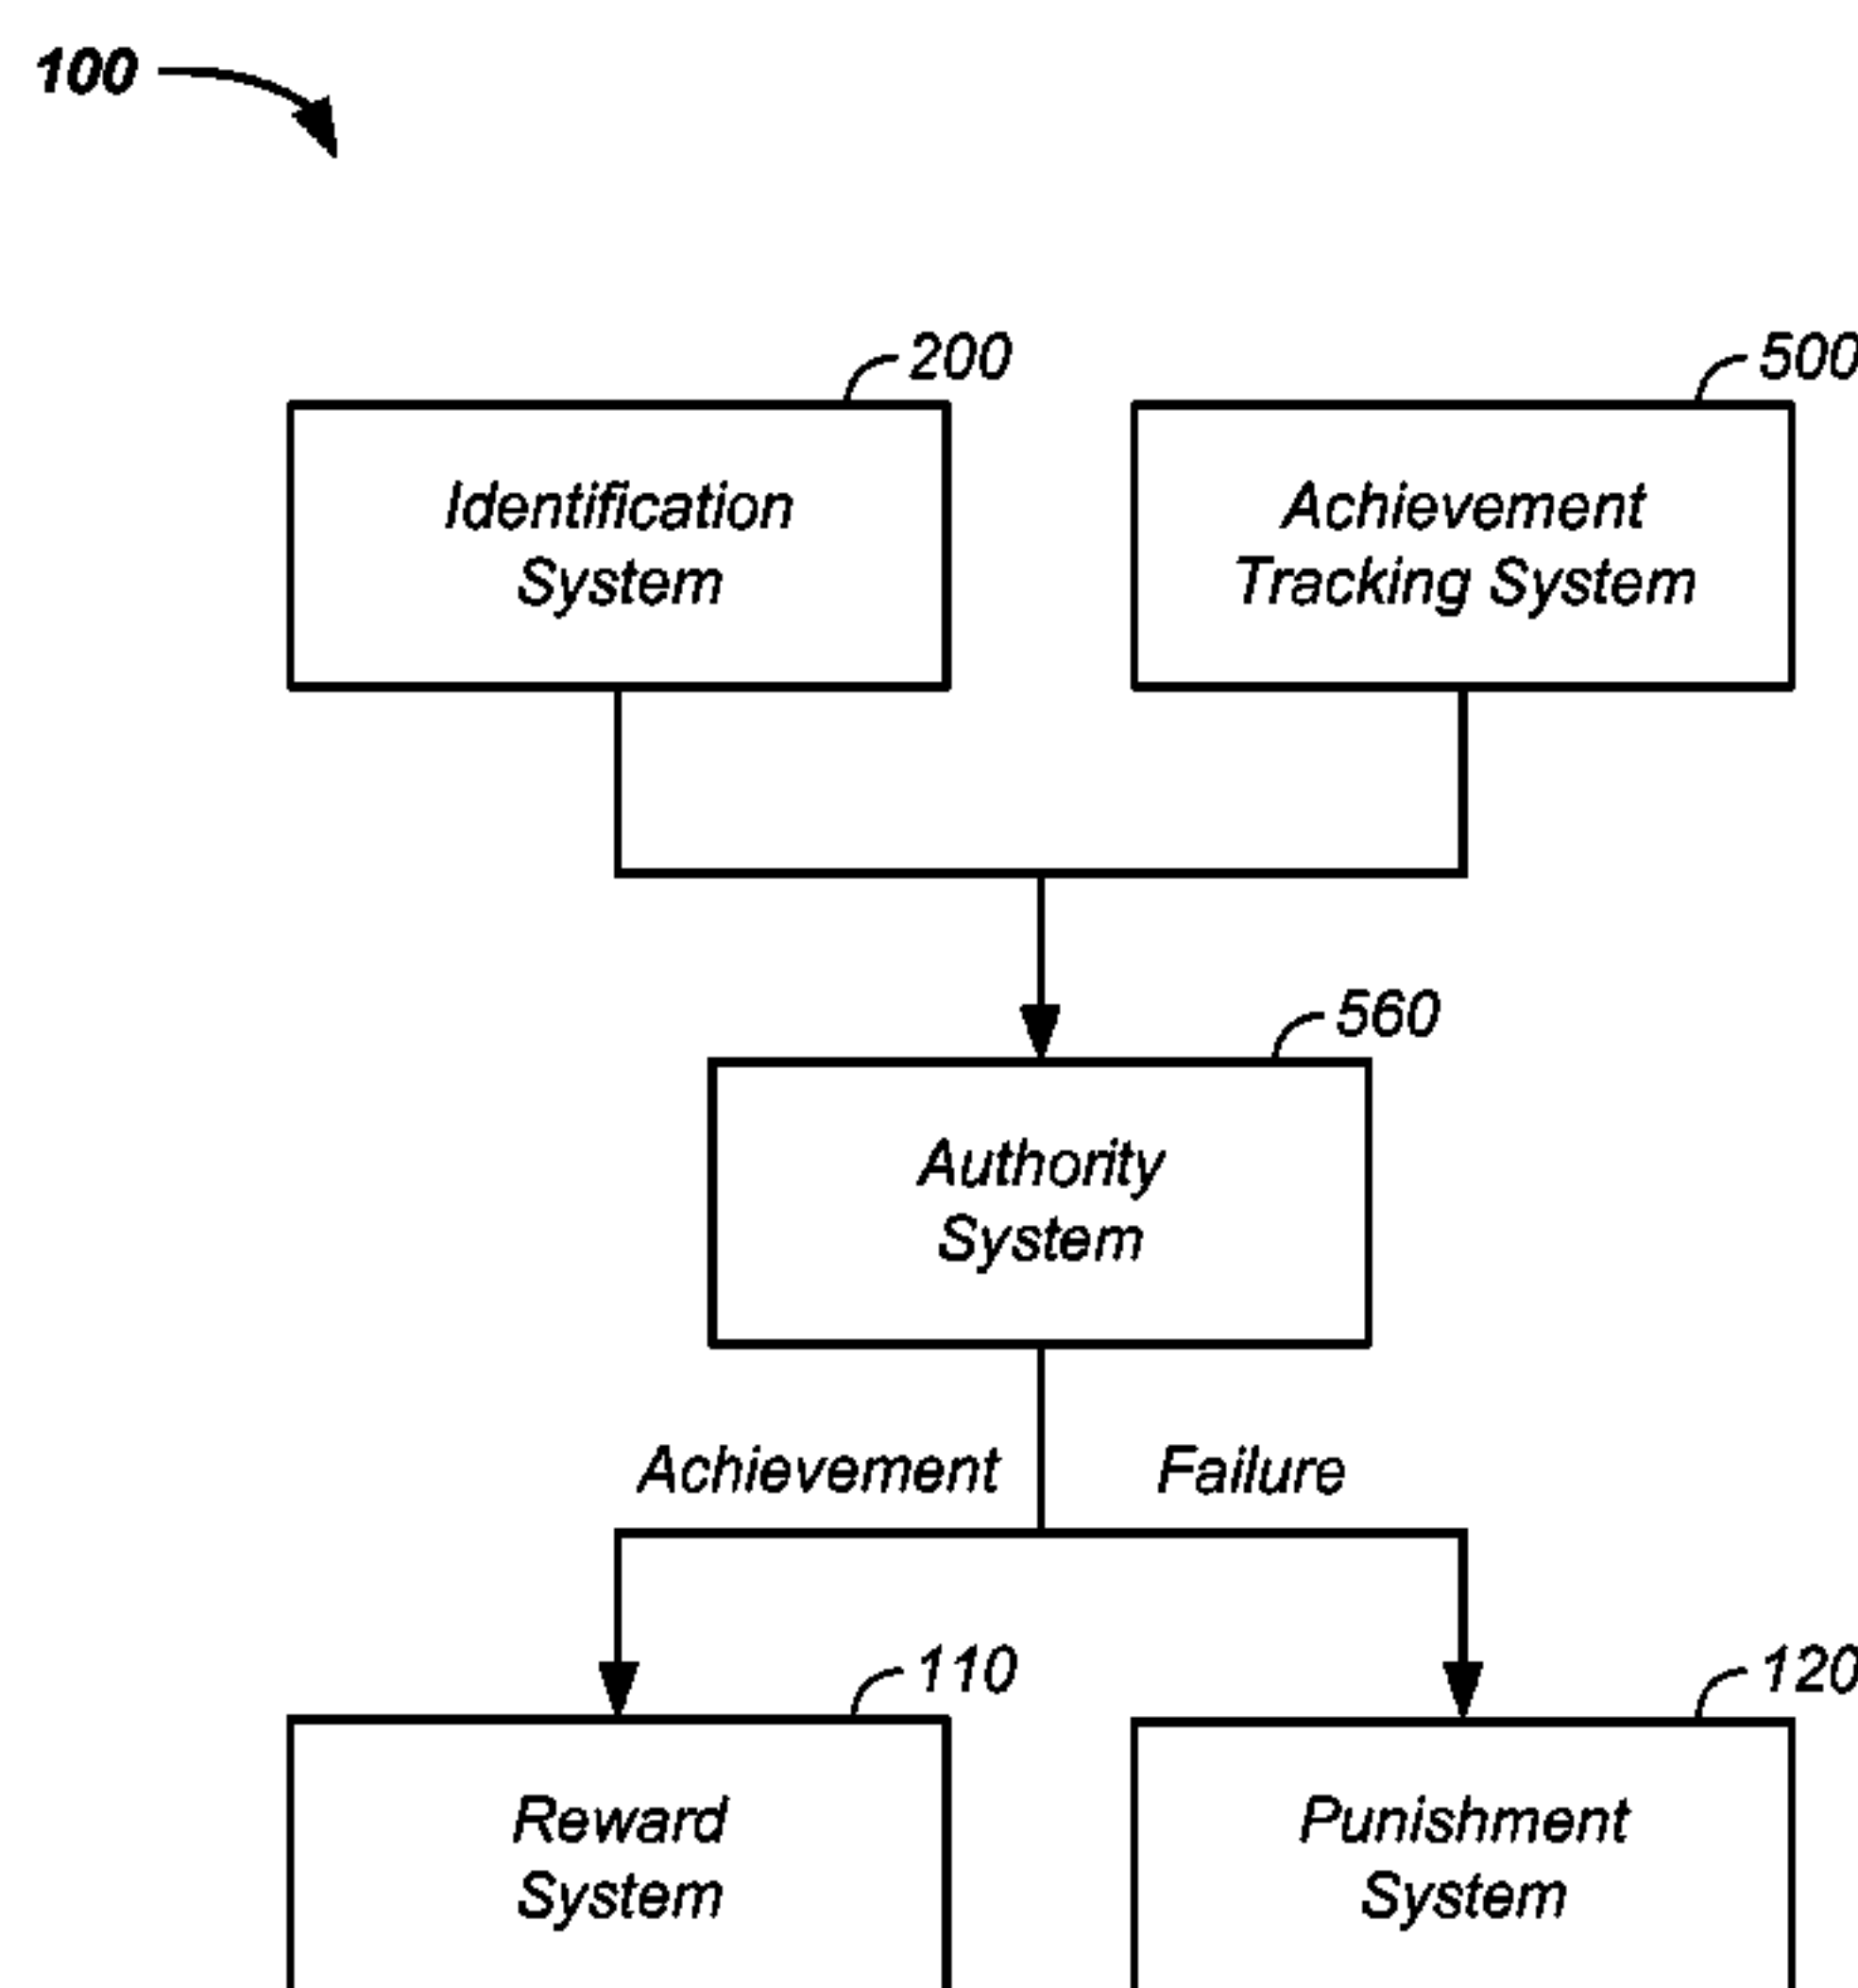 100
200
500
Identification
System
Achievement
Tracking System
560
Authority
System
Achievement
Failure
110
120
Reward
System
Punishment
System